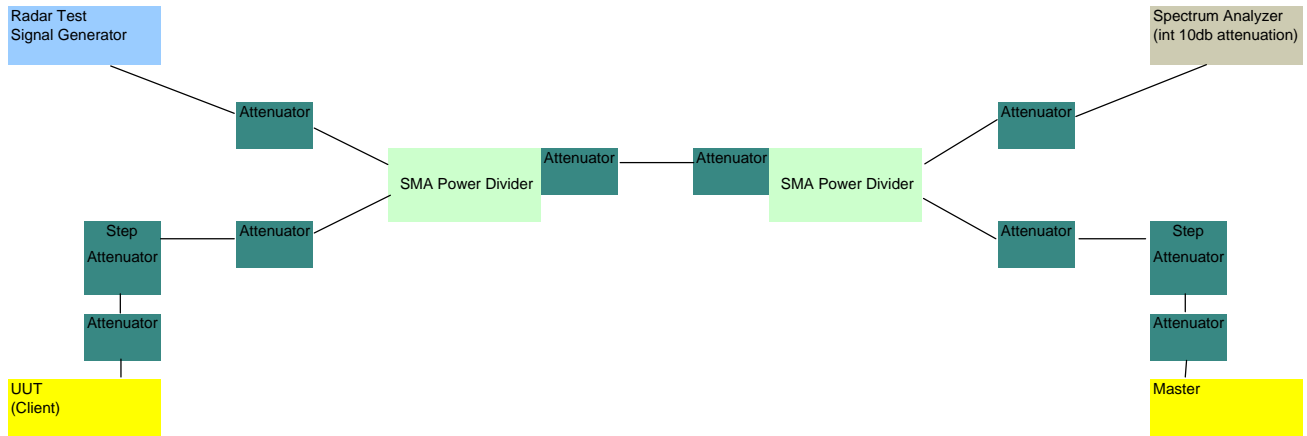 Radar Test
Signal Generator
Spectrum Analyzer
(int 10db attenuation)
Attenuator
Attenuator
SMA Power Divider
Attenuator
Attenuator
SMA Power Divider
Step
Attenuator
Attenuator
Attenuator
Step
Attenuator
Attenuator
Attenuator
UUT
(Client)
Master